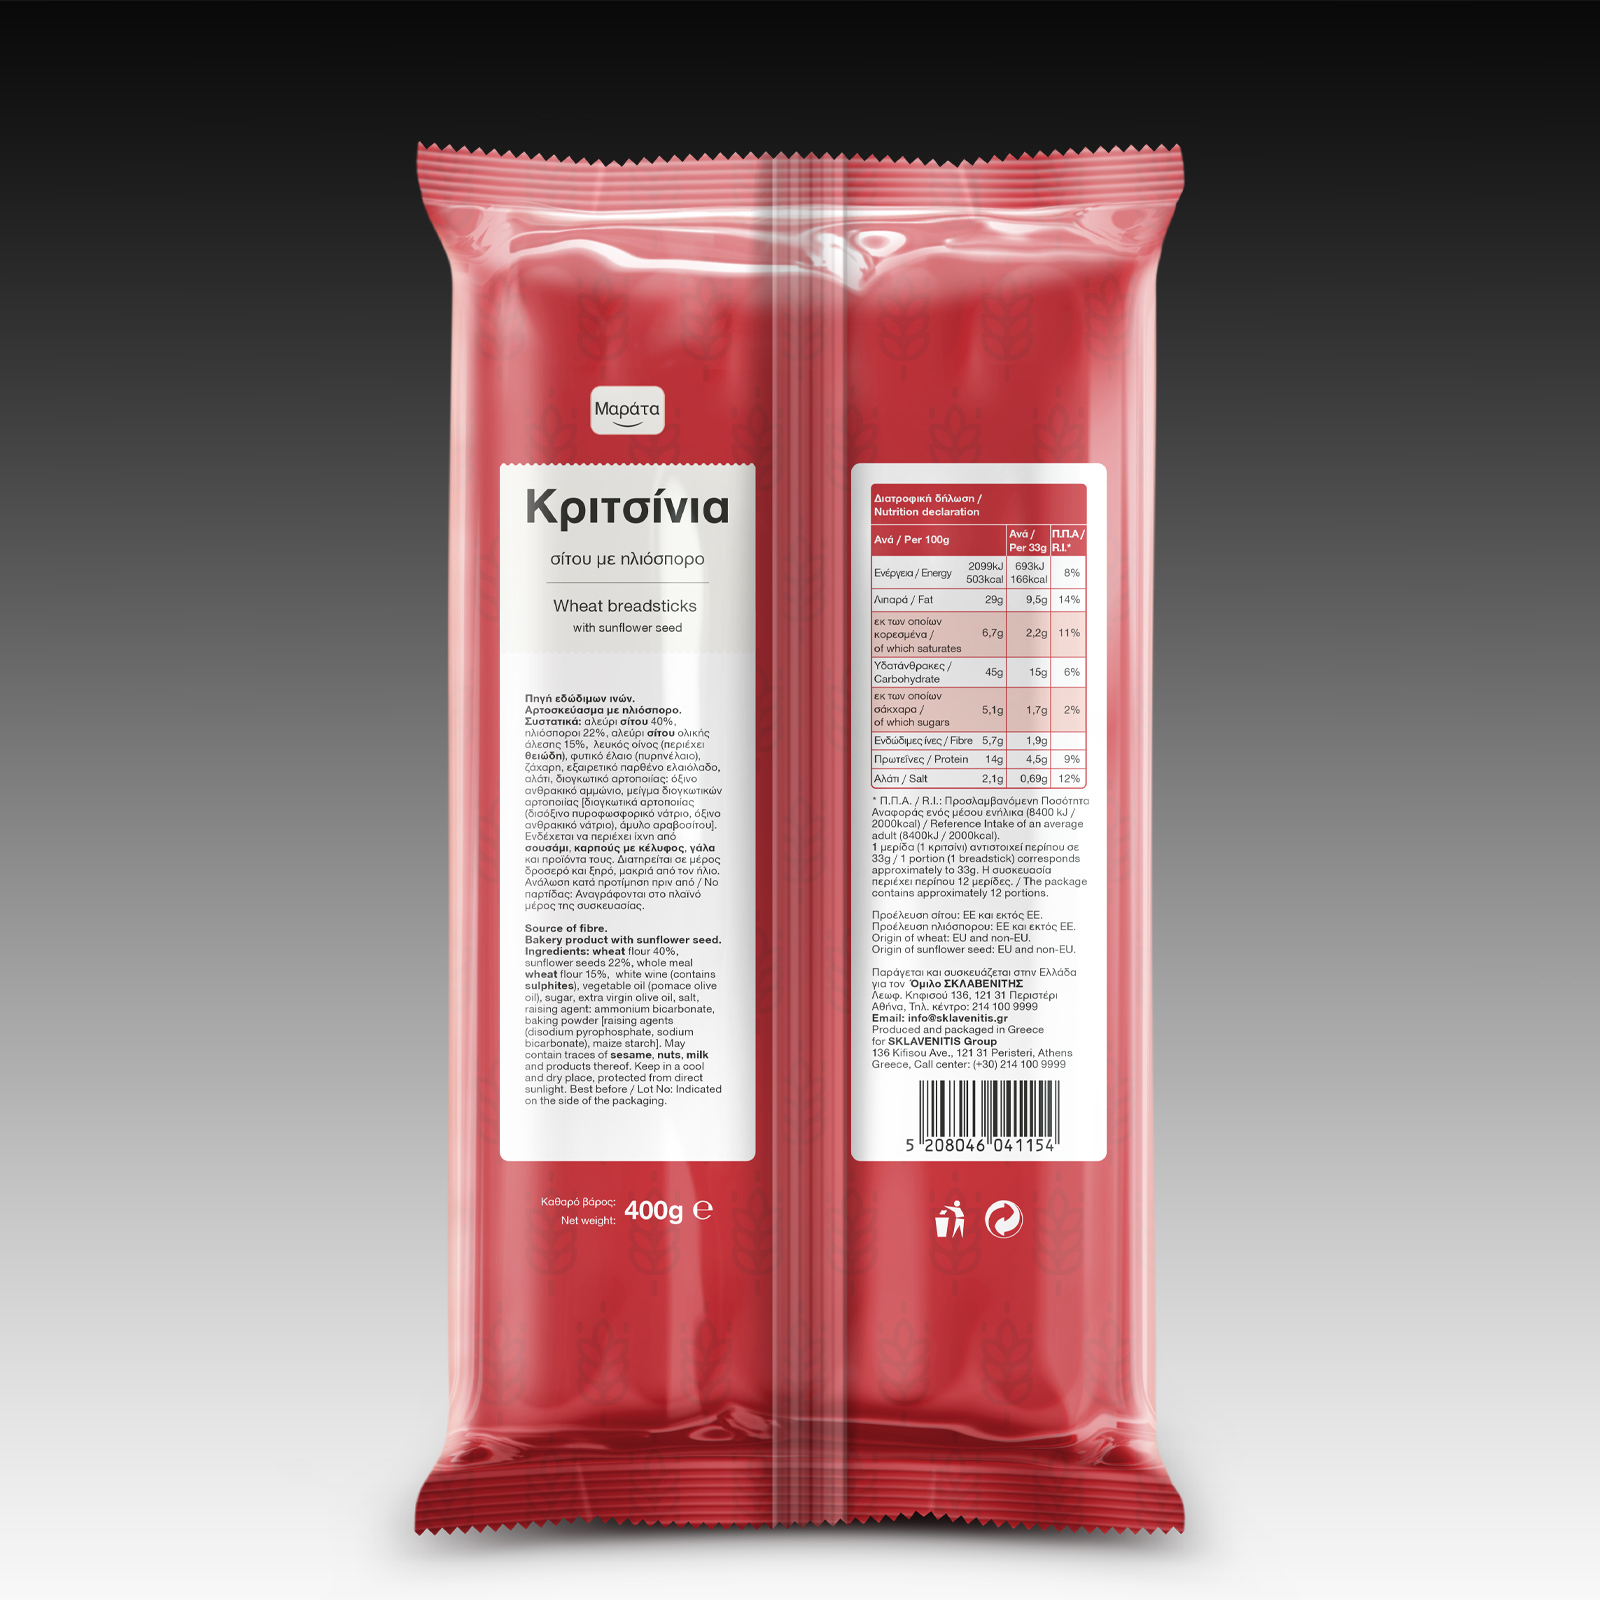 Μαράτα
Κριτσίνια
σίτου με ηλιόσπορο
Wheat breadsticks
with sunflower seed
Πηγή εδώδιμων ινών.
Αρτοσκεύασμα με ηλιόσπορο.
Συστατικά: αλεύρι σίτου 40%,
ηλιόσποροι 22%, αλεύρι σίτου ολικής
άλεσης 15%, λευκός οίνος (περιέχει
θειώδη), φυτικό έλαιο (πυρηνέλαιο),
ζάχαρη, εξαιρετικό παρθένο ελαιόλαδο,
αλάτι, διογκωτικό αρτοποιίας: όξινο
ανθρακικό αμμώνιο, μείγμα διογκωτικών
αρτοποιίας [διογκωτικά αρτοποιίας
(δισόξινο πυροφωσφορικό νάτριο, όξινο
ανθρακικό νάτριο), άμυλο αραβοσίτου].
Ενδέχεται να περιέχει ίχνη από
σουσάμι, καρπούς με κέλυφος, γάλα
και προϊόντα τους. Διατηρείται σε μέρος
δροσερό και ξηρό, μακριά από τον ήλιο.
Ανάλωση κατά προτίμηση πριν από / No
παρτίδας: Αναγράφονται στο πλαϊνό
μέρος της συσκευασίας.
Source of fibre.
Bakery product with sunflower seed.
Ingredients: wheat flour 40%,
sunflower seeds 22%, whole meal
wheat flour 15%, white wine (contains
sulphites), vegetable oil (pomace olive
oil), sugar, extra virgin olive oil, salt,
raising agent: ammonium bicarbonate,
baking powder [raising agents
(disodium pyrophosphate, sodium
bicarbonate), maize starch]. May
contain traces of sesame, nuts, milk
and products thereof. Keep in a cool
and dry place, protected from direct
sunlight. Best before / Lot No: Indicated
on the side of the packaging.
Καθαρό βάρος:
Net weight:
400g ℮
Διατροφική δήλωση /
Nutrition declaration
Ανά / Per 100g Ανά / Per 33g Π.Π.Α / R.I.*
Ενέργεια / Energy 2099kJ 503kcal 693kJ 166kcal 8%
Λιπαρά / Fat 29g 9,5g 14%
εκ των οποίων
κορεσμένα /
of which saturates 6,7g 2,2g 11%
Υδατάνθρακες /
Carbohydrate 45g 15g 6%
εκ των οποίων
σάκχαρα /
of which sugars 5,1g 1,7g 2%
Ενδώδιμες ίνες / Fibre 5,7g 1,9g
Πρωτεΐνες / Protein 14g 4,5g 9%
Αλάτι / Salt 2,1g 0,69g 12%
* Π.Π.Α. / R.I.: Προσλαμβανόμενη Ποσότητα
Αναφοράς ενός μέσου ενήλικα (8400 kJ /
2000kcal) / Reference Intake of an average
adult (8400kJ / 2000kcal).
1 μερίδα (1 κριτσίνι) αντιστοιχεί περίπου σε
33g / 1 portion (1 breadstick) corresponds
approximately to 33g. Η συσκευασία
περιέχει περίπου 12 μερίδες. / The package
contains approximately 12 portions.
Προέλευση σίτου: ΕΕ και εκτός ΕΕ.
Προέλευση ηλιόσπορου: ΕΕ και εκτός ΕΕ.
Origin of wheat: EU and non-EU.
Origin of sunflower seed: EU and non-EU.
Παράγεται και συσκευάζεται στην Ελλάδα
για τον Όμιλο ΣΚΛΑΒΕΝΙΤΗΣ
Λεωφ. Κηφισού 136, 121 31 Περιστέρι
Αθήνα, Τηλ. κέντρο: 214 100 9999
Email: info@sklavenitis.gr
Produced and packaged in Greece
for SKLAVENITIS Group
136 Kifisou Ave., 121 31 Peristeri, Athens
Greece, Call center: (+30) 214 100 9999
5 208046 041154